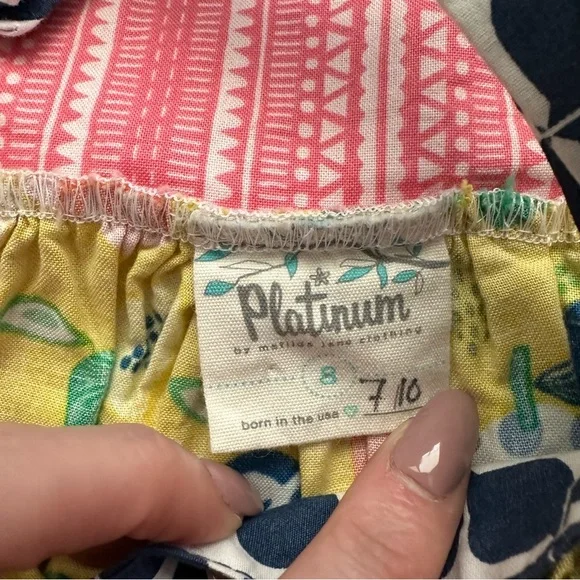 Platinum
by matilda jane clothing
8
7/10
born in the usa